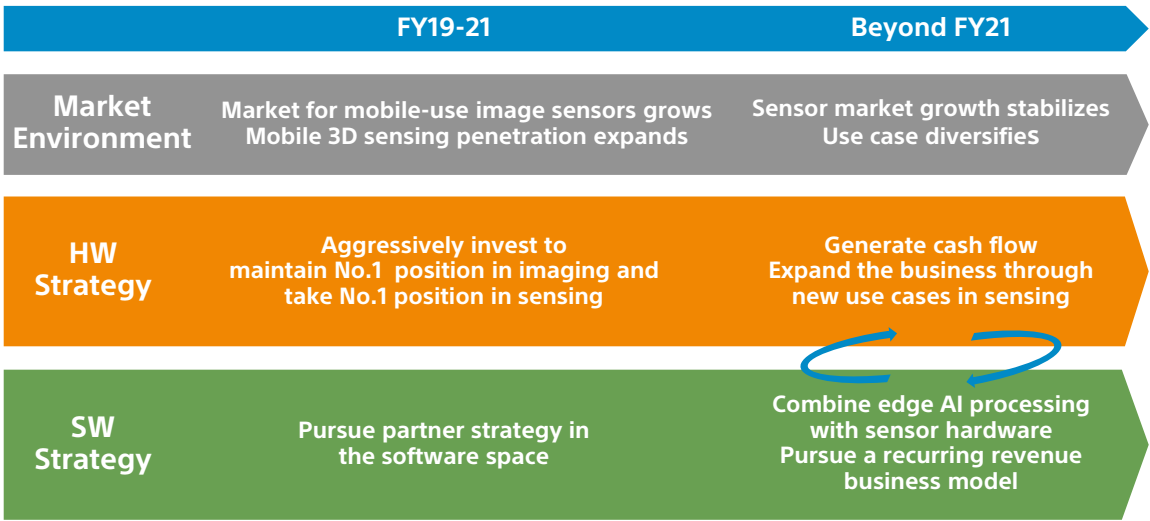 FY19-21
Beyond FY21
Market
Environment
Market for mobile-use image sensors grows
Mobile 3D sensing penetration expands
Sensor market growth stabilizes
Use case diversifies
HW
Strategy
Aggressively invest to
maintain No.1 position in imaging and
take No.1 position in sensing
Generate cash flow
Expand the business through
new use cases in sensing
SW
Strategy
Pursue partner strategy in
the software space
Combine edge AI processing
with sensor hardware
Pursue a recurring revenue
business model